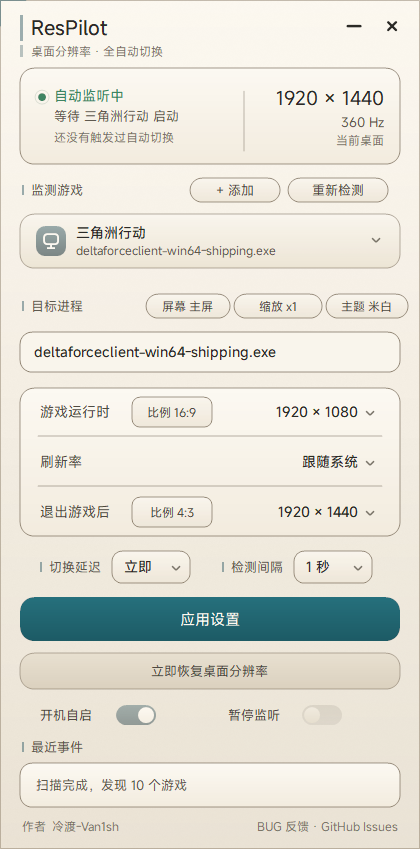 ResPilot
桌面分辨率 · 全自动切换
自动监听中
等待 三角洲行动 启动
还没有触发过自动切换
1920 × 1440
360 Hz
当前桌面
监测游戏
+ 添加
重新检测
三角洲行动
deltaforceclient-win64-shipping.exe
目标进程
屏幕 主屏
缩放 x1
主题 米白
deltaforceclient-win64-shipping.exe
游戏运行时
比例 16:9
1920 × 1080
刷新率
跟随系统
退出游戏后
比例 4:3
1920 × 1440
切换延迟
立即
检测间隔
1 秒
应用设置
立即恢复桌面分辨率
开机自启
暂停监听
最近事件
扫描完成，发现 10 个游戏
作者 冷渡-Van1sh
BUG 反馈 · GitHub Issues